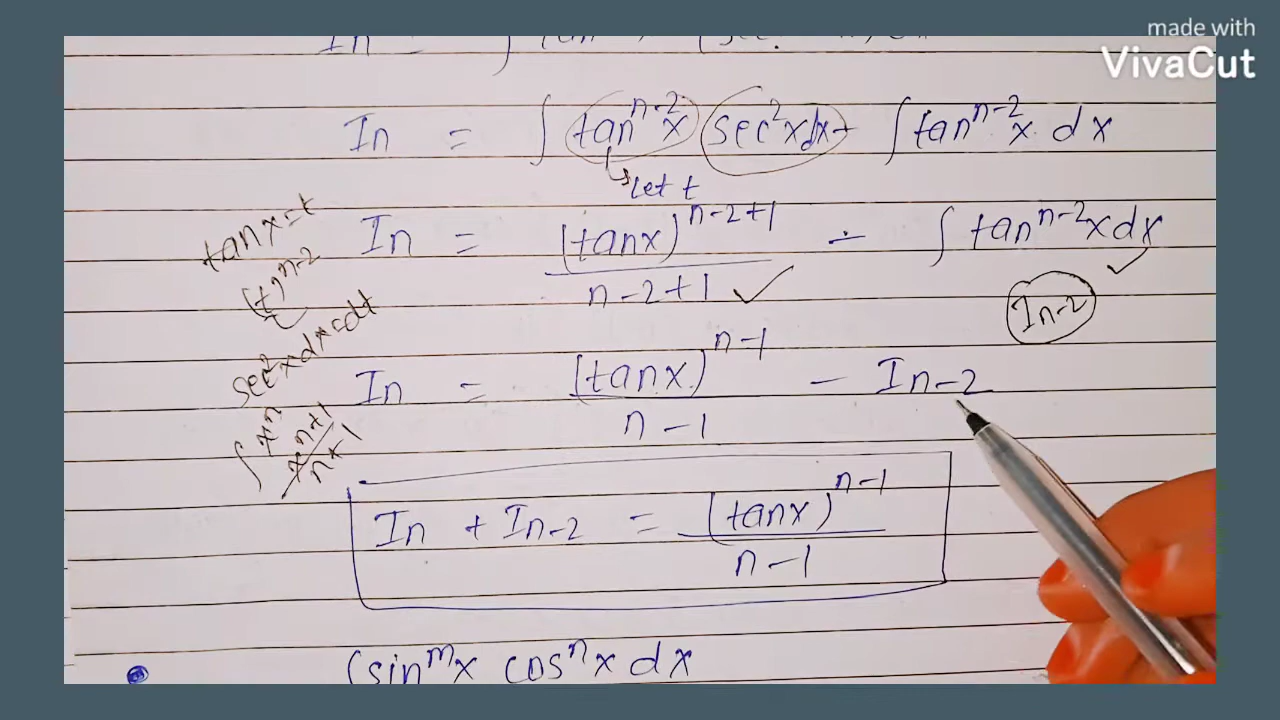 made with
VivaCut
In = ∫ tan^{n-2}x sec²x dx - ∫ tan^{n-2}x dx
Let t
In = (tanx)^{n-2+1} / n-2+1 ✓ - ∫ tan^{n-2}x dx ✓
In-2
tanx=t
(t)^{n-2}
sec²x dx=dt
∫x^n
x^{n+1} / n+1
In = (tanx)^{n-1} / n-1 - In-2
In + In-2 = (tanx)^{n-1} / n-1
∫sin^m x cos^n x dx